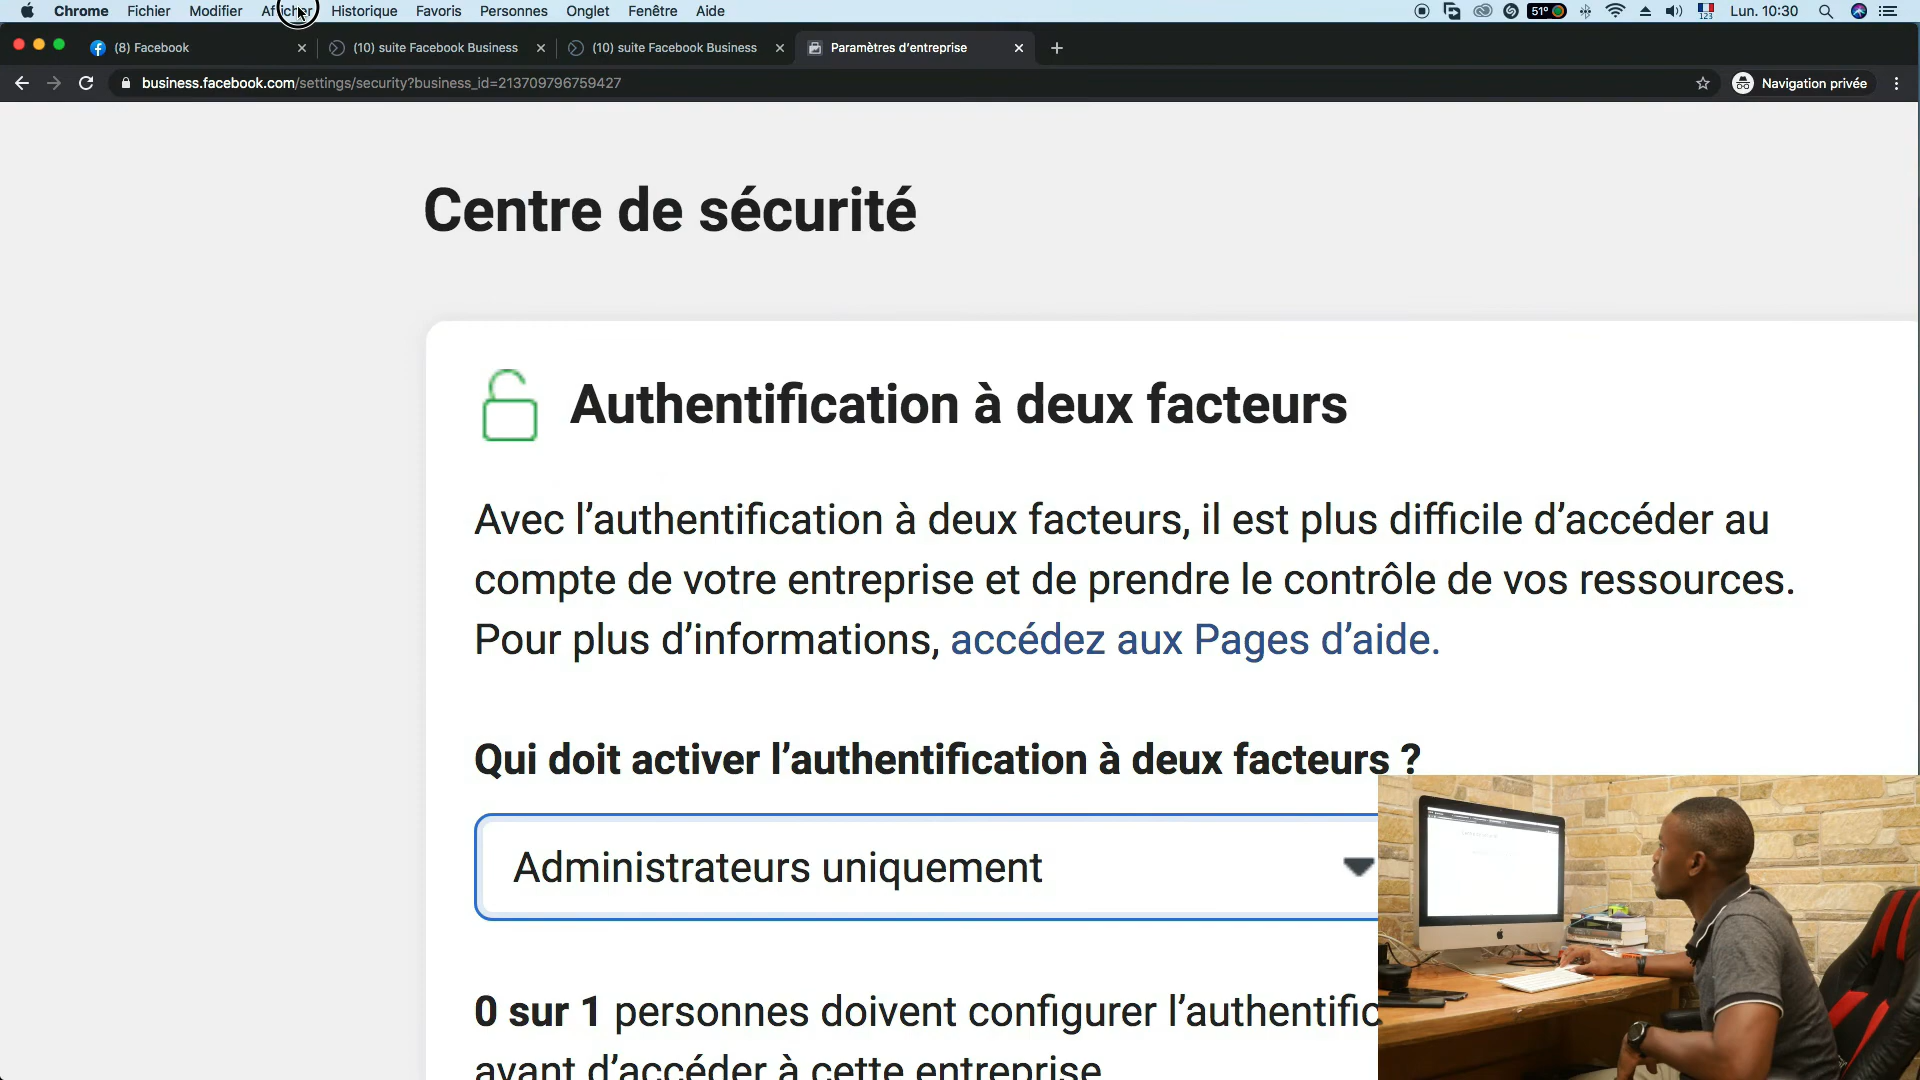 Chrome Fichier Modifier Afficher Historique Favoris Personnes Onglet Fenêtre Aide 51° 123 Lun. 10:30
(8) Facebook (10) suite Facebook Business (10) suite Facebook Business Paramètres d'entreprise
business.facebook.com/settings/security?business_id=213709796759427 Navigation privée
Centre de sécurité
Authentification à deux facteurs
Avec l'authentification à deux facteurs, il est plus difficile d'accéder au
compte de votre entreprise et de prendre le contrôle de vos ressources.
Pour plus d'informations, accédez aux Pages d'aide.
Qui doit activer l'authentification à deux facteurs ?
Administrateurs uniquement
0 sur 1 personnes doivent configurer l'authentific
avant d'accéder à cette entreprise